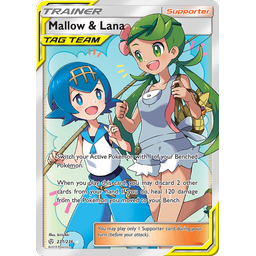 TRAINER
Supporter
Mallow & Lana
TAG TEAM
Switch your Active Pokémon with 1 of your Benched
Pokémon.
When you play this card, you may discard 2 other
cards from your hand. If you do, heal 120 damage
from the Pokémon you moved to your Bench.
You may play only 1 Supporter card during your
turn (before your attack).